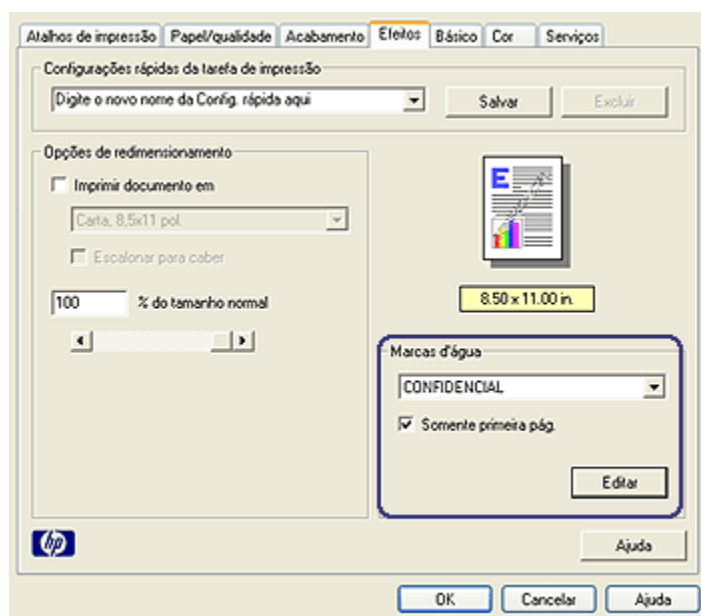 Atalhos de impressão Papel/qualidade Acabamento Efeitos Básico Cor Serviços
Configurações rápidas da tarefa de impressão
Digite o novo nome da Config. rápida aqui Salvar Excluir
Opções de redimensionamento
Imprimir documento em
Carta, 8,5x11 pol.
Escalonar para caber
100 % do tamanho normal
E
8.50 x 11.00 in.
Marcas d'água
CONFIDENCIAL
Somente primeira pág.
Editar
hp Ajuda
OK Cancelar Ajuda